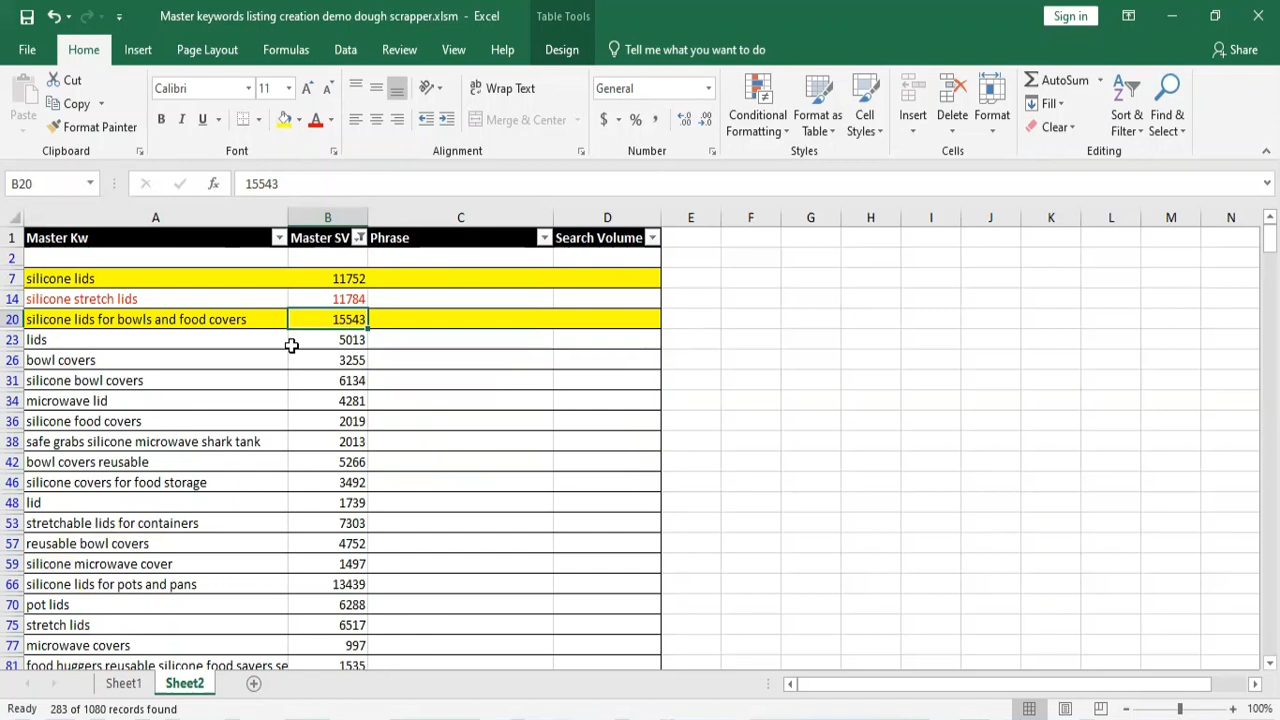 Master keywords listing creation demo dough scrapper.xlsm - Excel
Table Tools
Sign in
File
Home
Insert
Page Layout
Formulas
Data
Review
View
Help
Design
Tell me what you want to do
Share
Paste
Cut
Copy
Format Painter
Clipboard
Calibri
11
B I U
Font
Wrap Text
Merge & Center
Alignment
General
$ % ,
Number
Conditional Formatting
Format as Table
Cell Styles
Styles
Insert
Delete
Format
Cells
AutoSum
Fill
Clear
Sort & Filter
Find & Select
Editing
B20
fx
15543
A B C D E F G H I J K L M N
1 Master Kw Master SV Phrase Search Volume
2
7 silicone lids 11752
14 silicone stretch lids 11784
20 silicone lids for bowls and food covers 15543
23 lids 5013
26 bowl covers 3255
31 silicone bowl covers 6134
34 microwave lid 4281
36 silicone food covers 2019
38 safe grabs silicone microwave shark tank 2013
42 bowl covers reusable 5266
46 silicone covers for food storage 3492
48 lid 1739
53 stretchable lids for containers 7303
57 reusable bowl covers 4752
59 silicone microwave cover 1497
66 silicone lids for pots and pans 13439
70 pot lids 6288
75 stretch lids 6517
77 microwave covers 997
81 food huggers reusable silicone food savers se 1535
Sheet1
Sheet2
Ready
283 of 1080 records found
100%